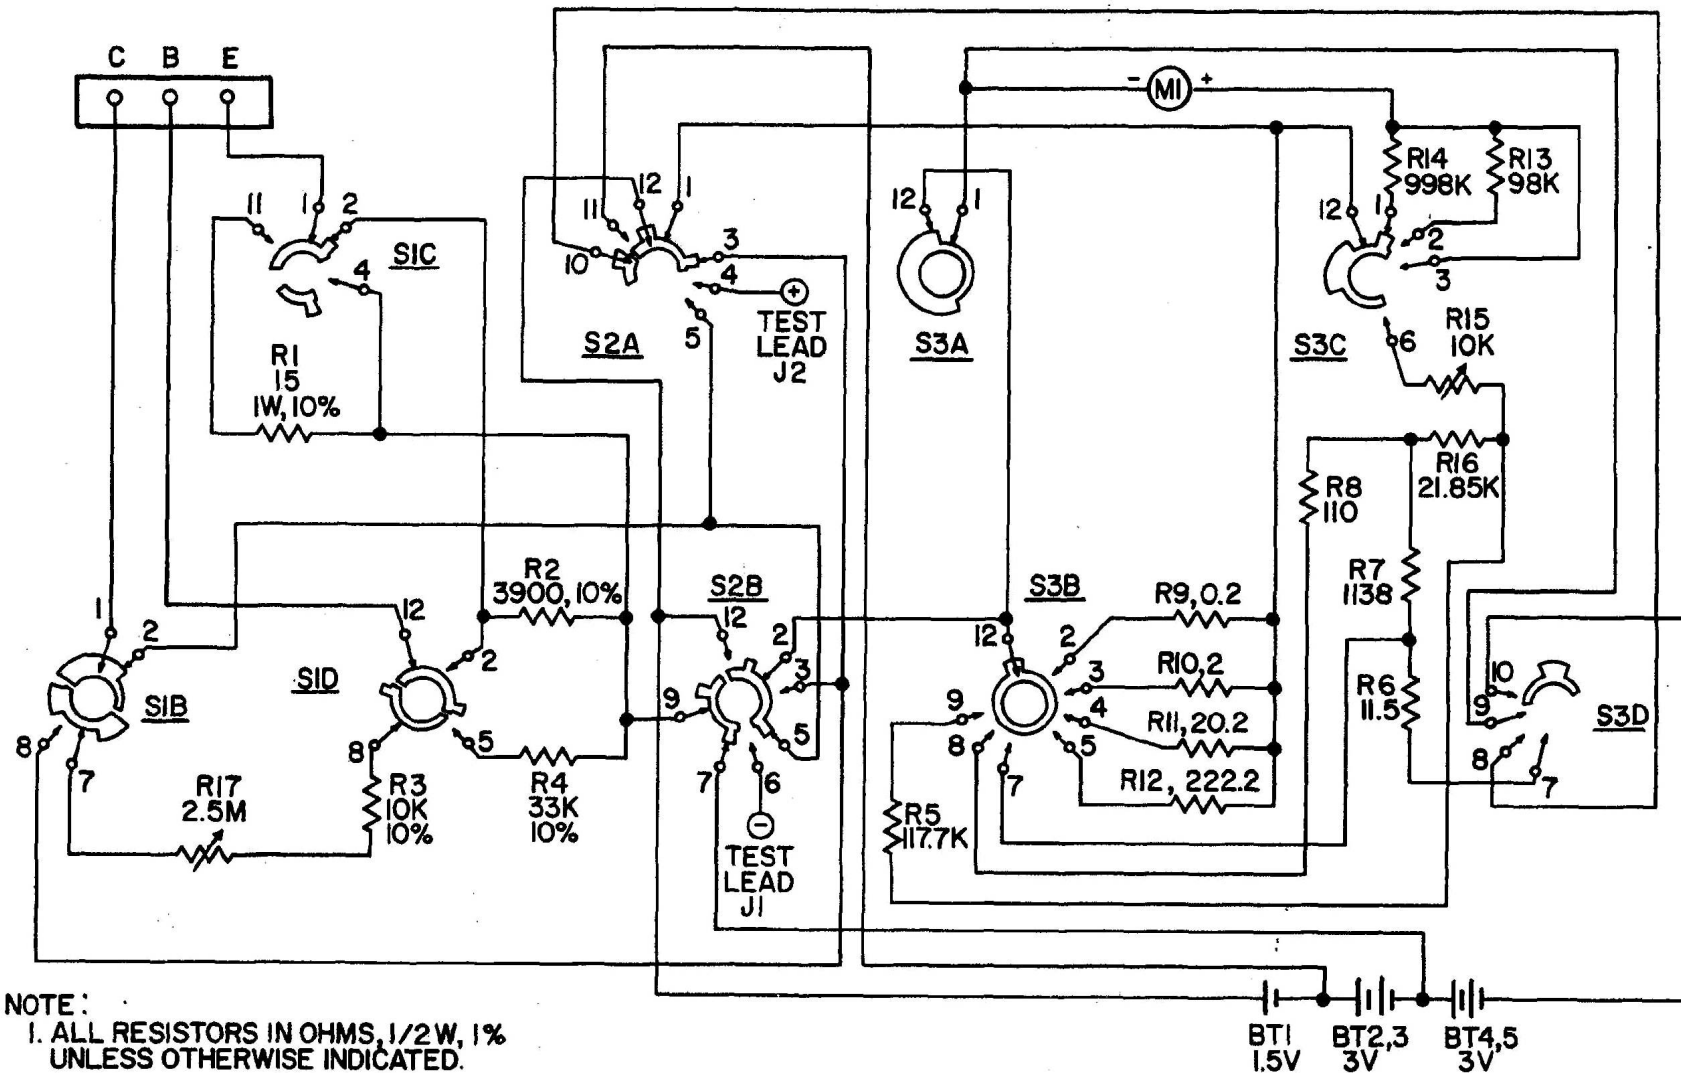 C B E
- M1 +
11 1 2
S1C
4
R1
15
1W, 10%
12 1
11
10
3
4
5
+
TEST
LEAD
J2
S2A
12 1
S3A
R14
998K
R13
98K
12 1
2
3
6
S3C
R15
10K
R16
21.85K
R8
110
R7
1138
R6
11.5
R2
3900, 10%
S2B
12
2
3
5
6
7
9
-
TEST
LEAD
J1
S3B
12
2
3
4
5
7
8
9
R9, 0.2
R10, 2
R11, 20.2
R12, 222.2
R5
117.7K
10
9
8
7
S3D
1
2
S1B
8
7
R17
2.5M
S1D
12
2
5
8
R3
10K
10%
R4
33K
10%
NOTE:
1. ALL RESISTORS IN OHMS, 1/2W, 1%
UNLESS OTHERWISE INDICATED.
BT1
1.5V
BT2,3
3V
BT4,5
3V